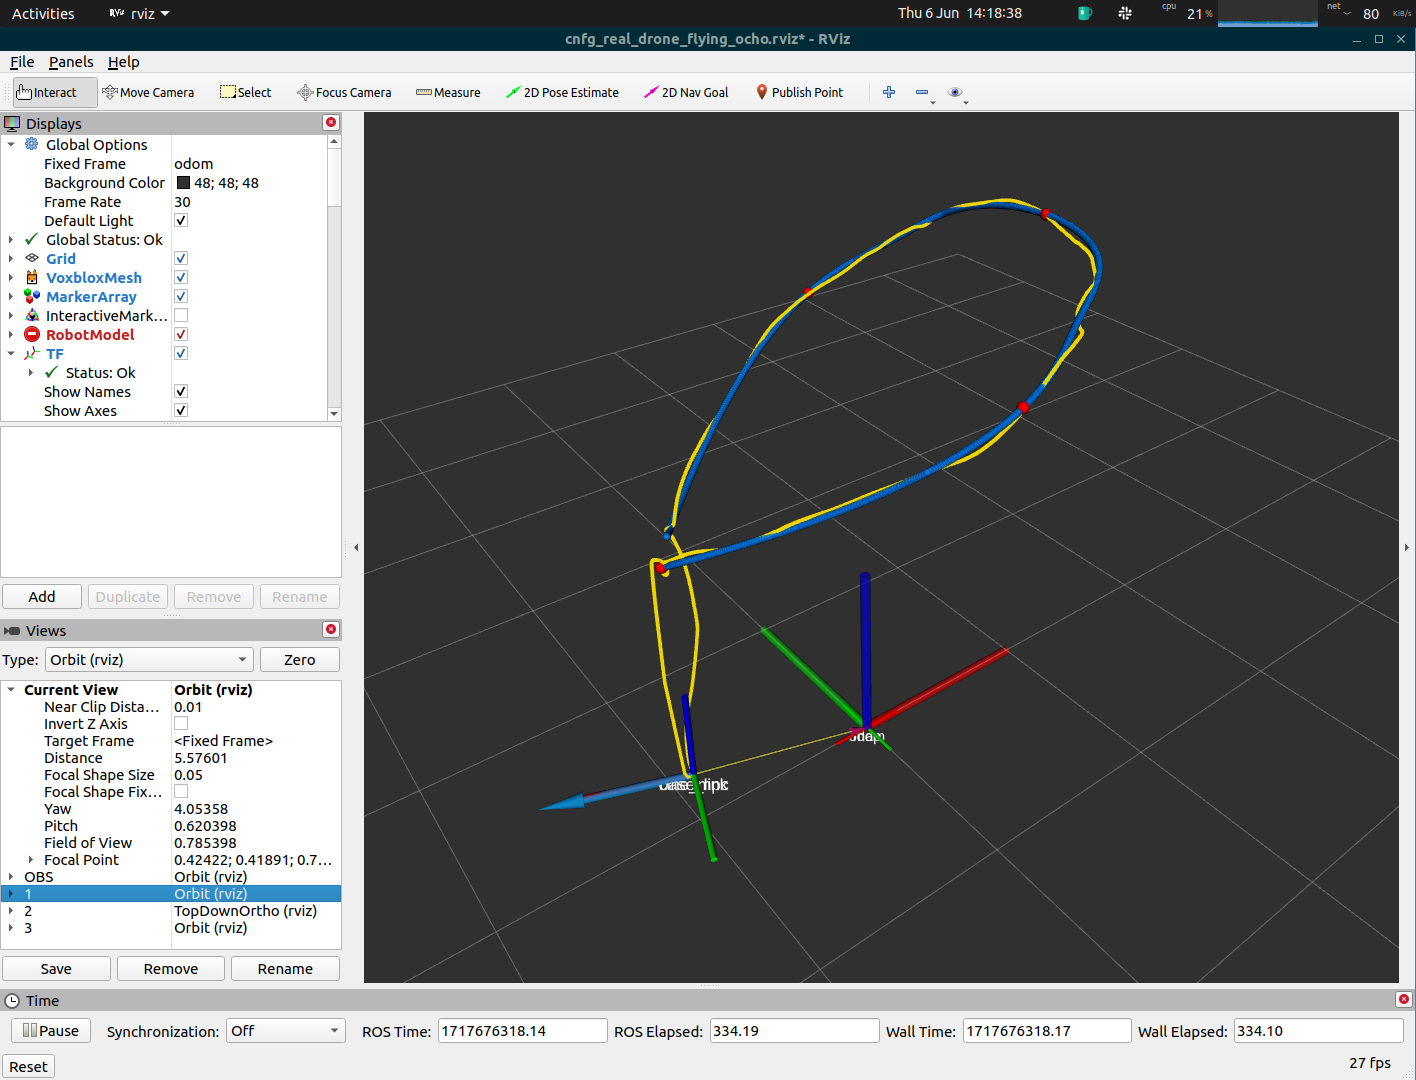 Activities rviz Thu 6 Jun 14:18:38 cpu 21% net 80 KiB/s
cnfg_real_drone_flying_ocho.rviz* - RViz
File Panels Help
Interact Move Camera Select Focus Camera Measure 2D Pose Estimate 2D Nav Goal Publish Point
Displays
Global Options
Fixed Frame odom
Background Color 48; 48; 48
Frame Rate 30
Default Light
Global Status: Ok
Grid
VoxbloxMesh
MarkerArray
InteractiveMark...
RobotModel
TF
Status: Ok
Show Names
Show Axes
Add Duplicate Remove Rename
Views
Type: Orbit (rviz) Zero
Current View Orbit (rviz)
Near Clip Dista... 0.01
Invert Z Axis
Target Frame <Fixed Frame>
Distance 5.57601
Focal Shape Size 0.05
Focal Shape Fix...
Yaw 4.05358
Pitch 0.620398
Field of View 0.785398
Focal Point 0.42422; 0.41891; 0.7...
OBS Orbit (rviz)
1 Orbit (rviz)
2 TopDownOrtho (rviz)
3 Orbit (rviz)
Save Remove Rename
Time
Pause Synchronization: Off ROS Time: 1717676318.14 ROS Elapsed: 334.19 Wall Time: 1717676318.17 Wall Elapsed: 334.10
Reset 27 fps